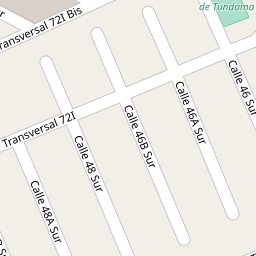 de Tundama
Transversal 72I Bis
Calle 46 Sur
Calle 46A Sur
Calle 46B Sur
Transversal 72I
Calle 48 Sur
Calle 48A Sur